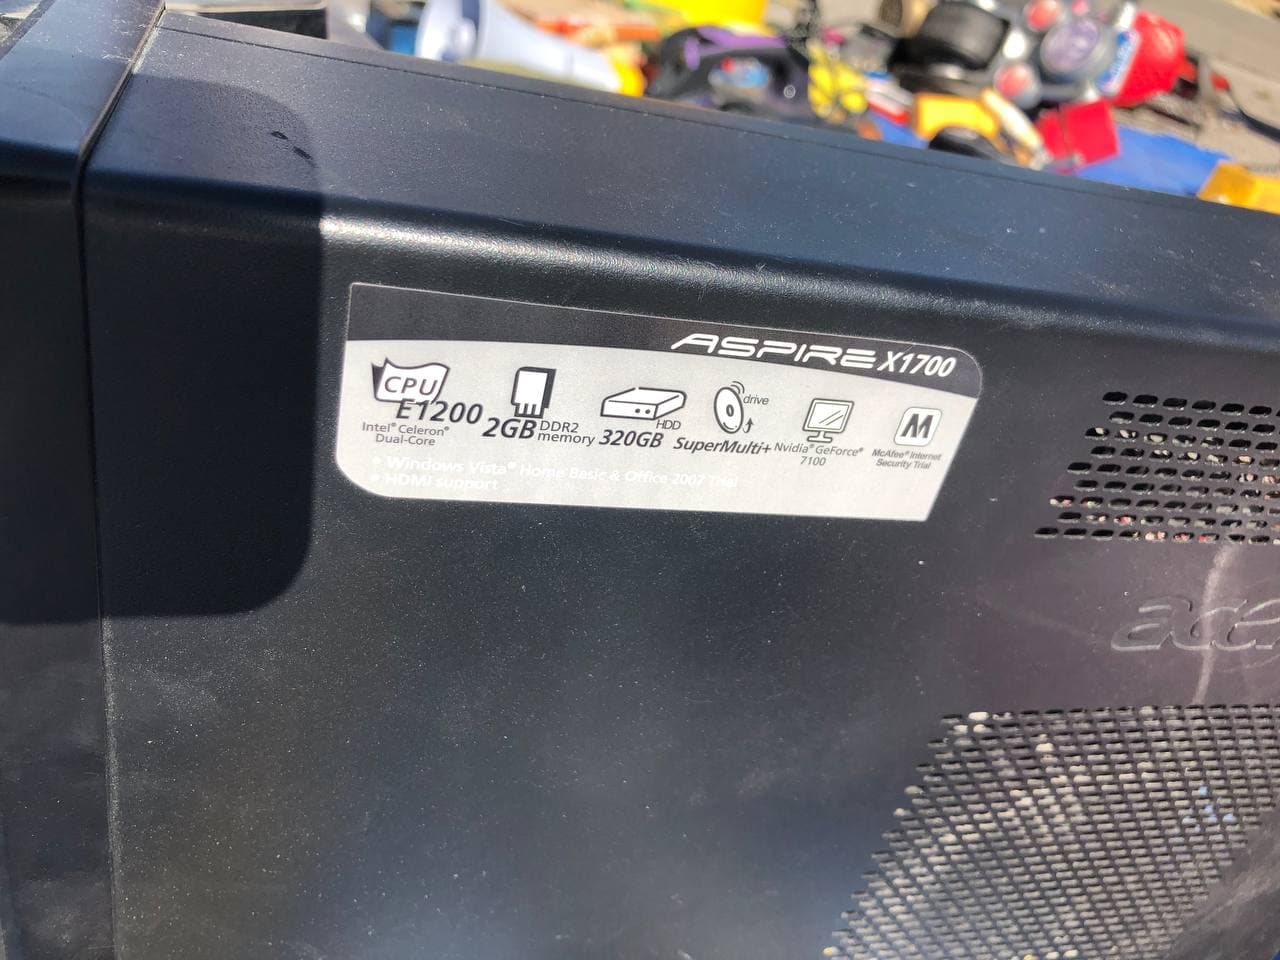 ASPIRE X1700
CPU
E1200
Intel® Celeron®
Dual-Core
2GB DDR2
memory
HDD
320GB
drive
SuperMulti+
Nvidia® GeForce®
7100
M
McAfee® Internet
Security Trial
• Windows Vista® Home Basic & Office 2007 Trial
• HDMI support
acer